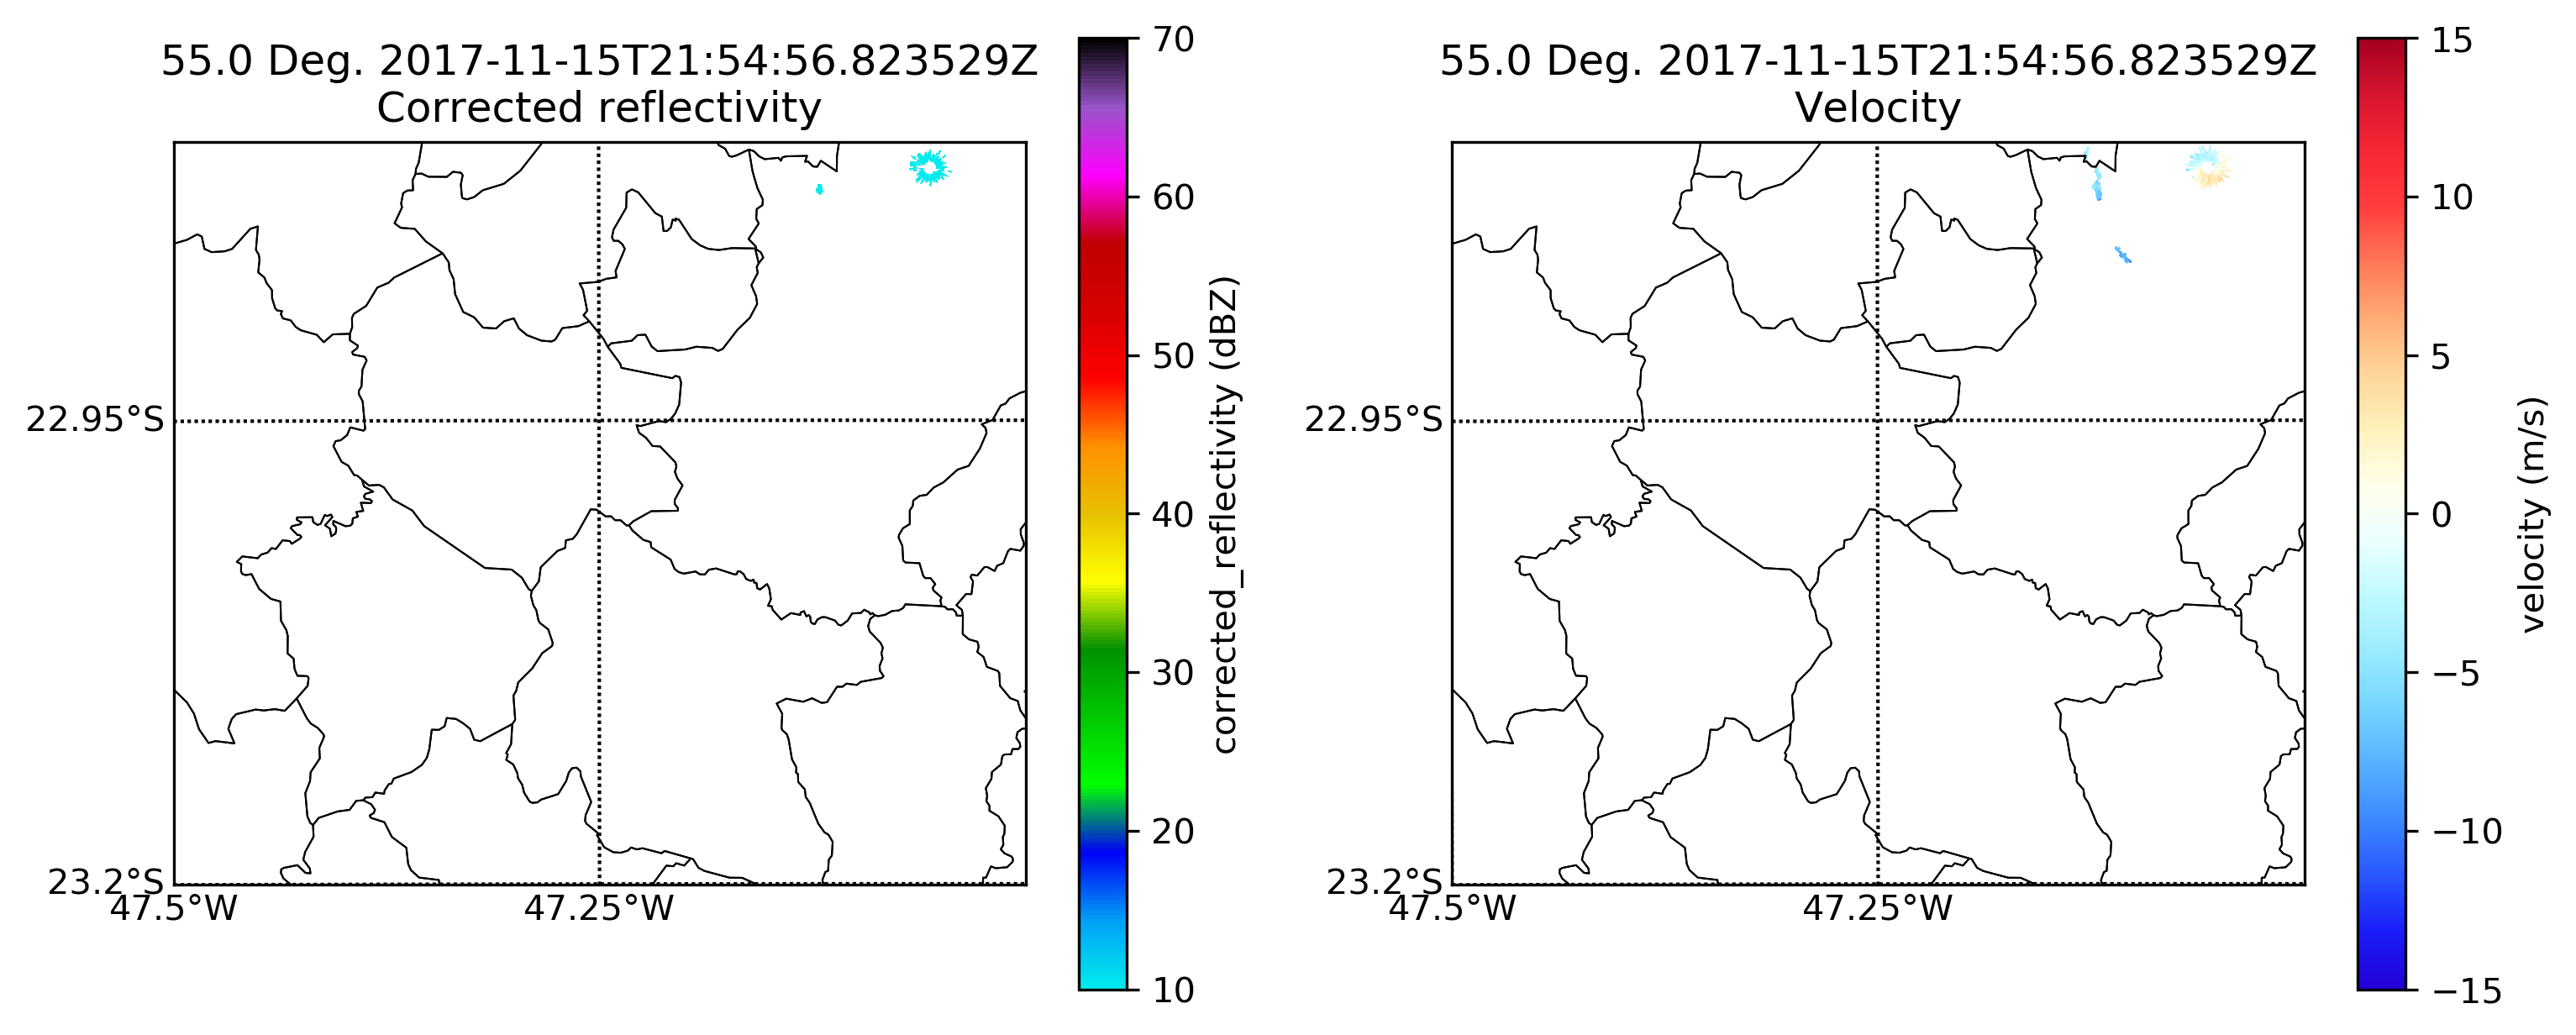 55.0 Deg. 2017-11-15T21:54:56.823529Z
Corrected reflectivity
22.95°S
23.2°S
47.5°W
47.25°W
70
60
50
40
30
20
10
corrected_reflectivity (dBZ)
55.0 Deg. 2017-11-15T21:54:56.823529Z
Velocity
22.95°S
23.2°S
47.5°W
47.25°W
15
10
5
0
−5
−10
−15
velocity (m/s)